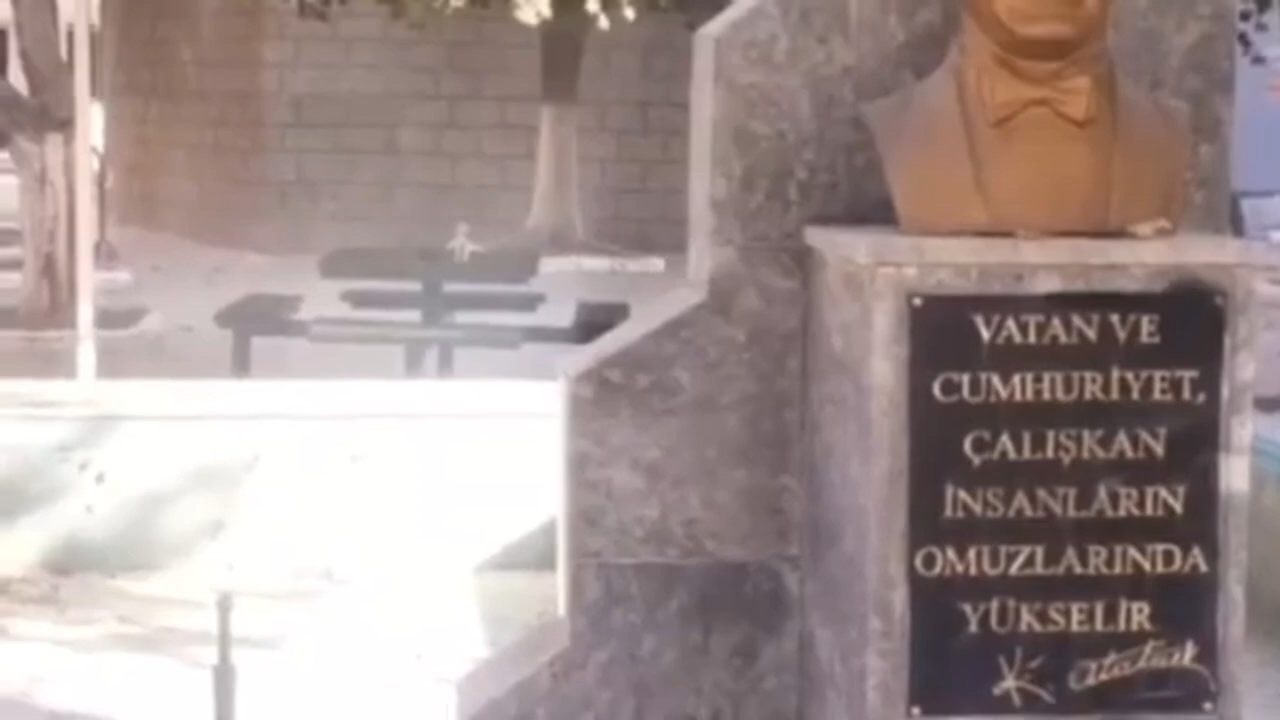 VATAN VE
CUMHURİYET,
ÇALIŞKAN
İNSANLARIN
OMUZLARINDA
YÜKSELİR
K. Atatürk